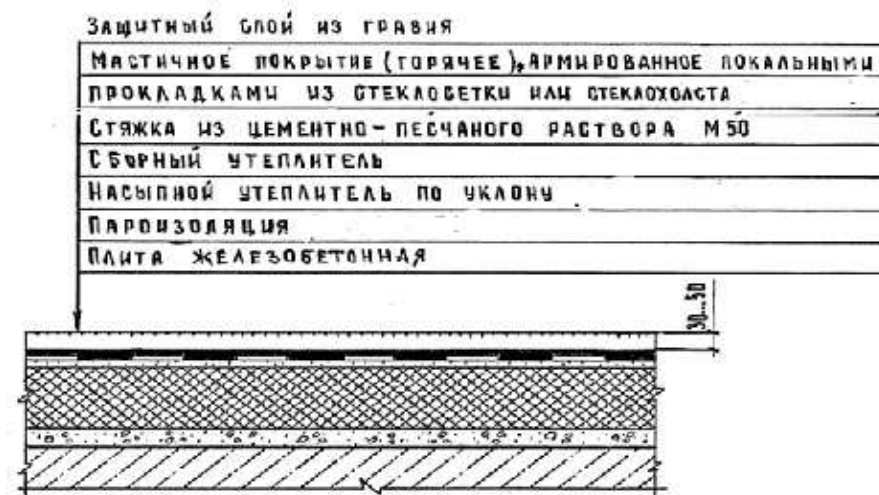 Защитный слой из гравия
Мастичное покрытие (горячее), армированное локальными
прокладками из стеклосетки или стеклохолста
Стяжка из цементно-песчаного раствора М50
Сборный утеплитель
Насыпной утеплитель по уклону
Пароизоляция
Плита железобетонная
30...50